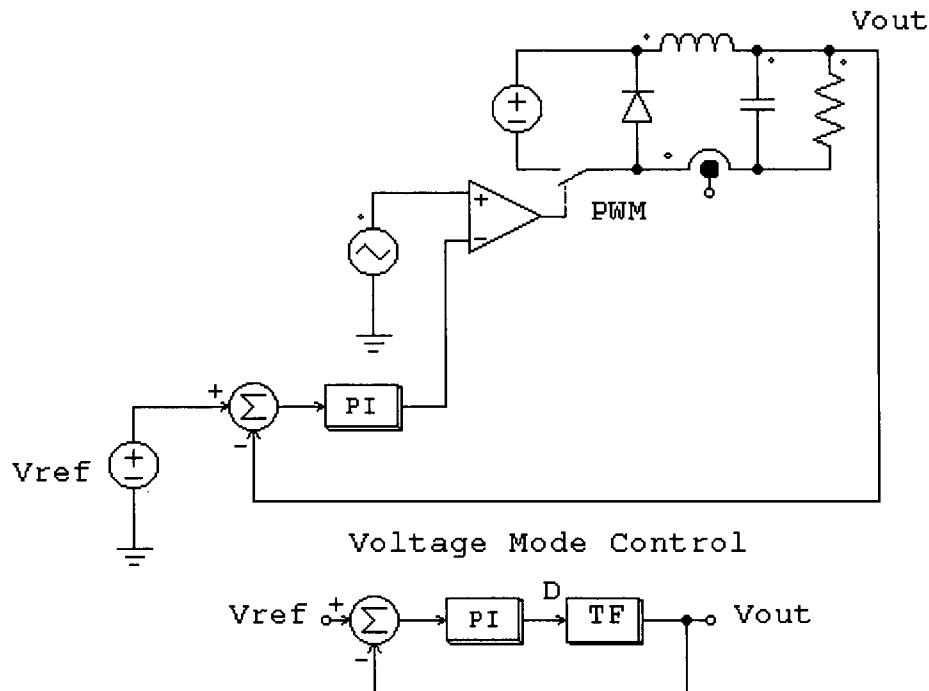 Vout
PWM
+
−
+
PI
Σ
−
Vref
Voltage Mode Control
D
Vref
+
Σ
PI
TF
Vout
−